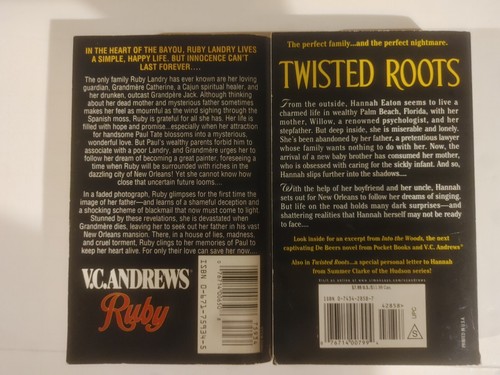 IN THE HEART OF THE BAYOU, RUBY LANDRY LIVES
A SIMPLE, HAPPY LIFE. BUT INNOCENCE CAN'T
LAST FOREVER....
The only family Ruby Landry has ever known are her loving
guardian, Grandmère Catherine, a Cajun spiritual healer, and
her drunken, outcast Grandpère Jack. Although thinking
about her dead mother and mysterious father sometimes
makes her feel as mournful as the wind sighing through the
Spanish moss, Ruby is grateful for all she has. Her life is
filled with hope and promise...especially when her attraction
for handsome Paul Tate blossoms into a mysterious,
wonderful love. But Paul's wealthy parents forbid him to
associate with a poor Landry, and Grandmère urges her to
follow her dream of becoming a great painter, foreseeing a
time when Ruby will be surrounded with riches in the a
dazzling city of New Orleans! Yet she cannot know how
close that uncertain future looms....
In a faded photograph, Ruby glimpses for the first time the
image of her father—and learns of a shameful deception and
a shocking scheme of blackmail that now must come to light.
Stunned by these revelations, she is devastated when
Grandmère dies, leaving her to seek out her father in his vast
New Orleans mansion. There, in a house of lies, madness,
and cruel torment, Ruby clings to her memories of Paul to
keep her heart alive. For only their love can save her now...
V.C. ANDREWS®
Ruby
ISBN 0-671-75934-5
The perfect family...and the perfect nightmare.
TWISTED ROOTS
From the outside, Hannah Eaton seems to live a
charmed life in wealthy Palm Beach, Florida, with her
mother, Willow, a renowned psychologist, and her
stepfather. But deep inside, she is miserable and lonely.
She's been abandoned by her father, a pretentious lawyer
whose family wants nothing to do with her. Now, the
arrival of a new baby brother has consumed her mother,
who is obsessed with caring for the sickly infant. And so,
Hannah slips further into the shadows....
With the help of her boyfriend and her uncle, Hannah
sets out for New Orleans to follow her dreams of singing.
But life on the road holds many dark surprises—and
shattering realities that Hannah herself may not be ready
to face....
Look inside for an excerpt from Into the Woods, the next
captivating De Beers novel from Pocket Books and V.C. Andrews®
Also in Twisted Roots...a special personal letter to Hannah
from Summer Clarke of the Hudson series!
ISBN 0-7434-2858-7
42858
UPC
S